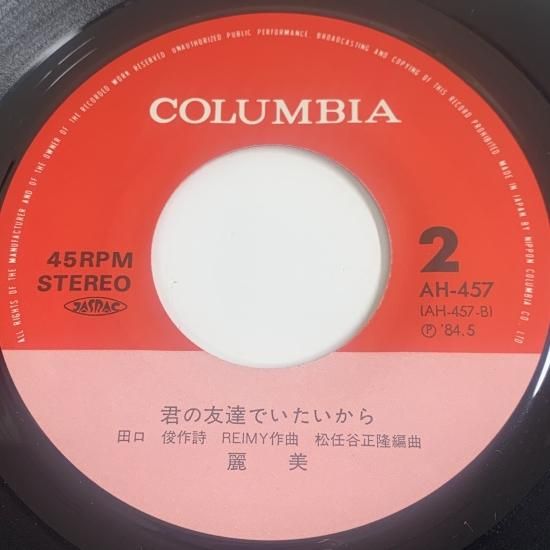 ALL RIGHTS OF THE MANUFACTURER AND OF THE OWNER OF THE RECORDED WORK RESERVED. UNAUTHORIZED PUBLIC PERFORMANCE, BROADCASTING AND COPYING OF THIS RECORD PROHIBITED. MADE IN JAPAN BY NIPPON COLUMBIA CO. LTD.
COLUMBIA
45RPM
STEREO
JASRAC
2
AH-457
(AH-457-B)
Ⓟ '84.5
君の友達でいたいから
田口 俊作詩 REIMY作曲 松任谷正隆編曲
麗 美